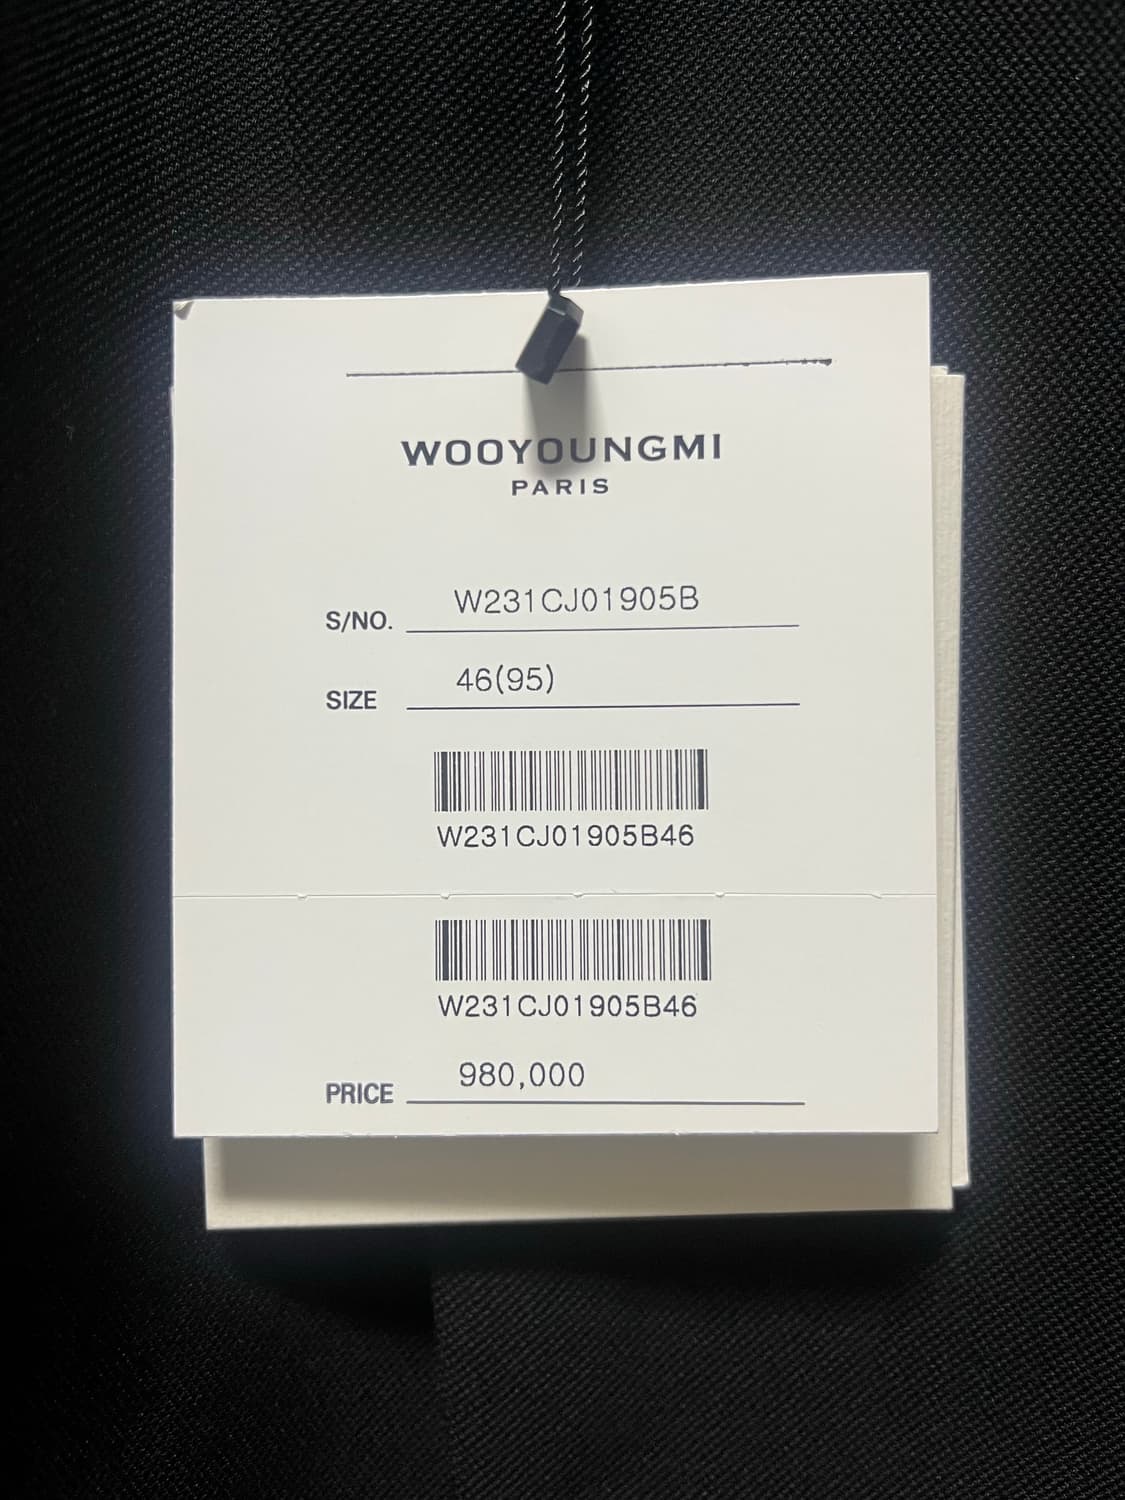 WOOYOUNGMI
PARIS
S/NO. W231CJ01905B
SIZE 46(95)
W231CJ01905B46
W231CJ01905B46
PRICE 980,000